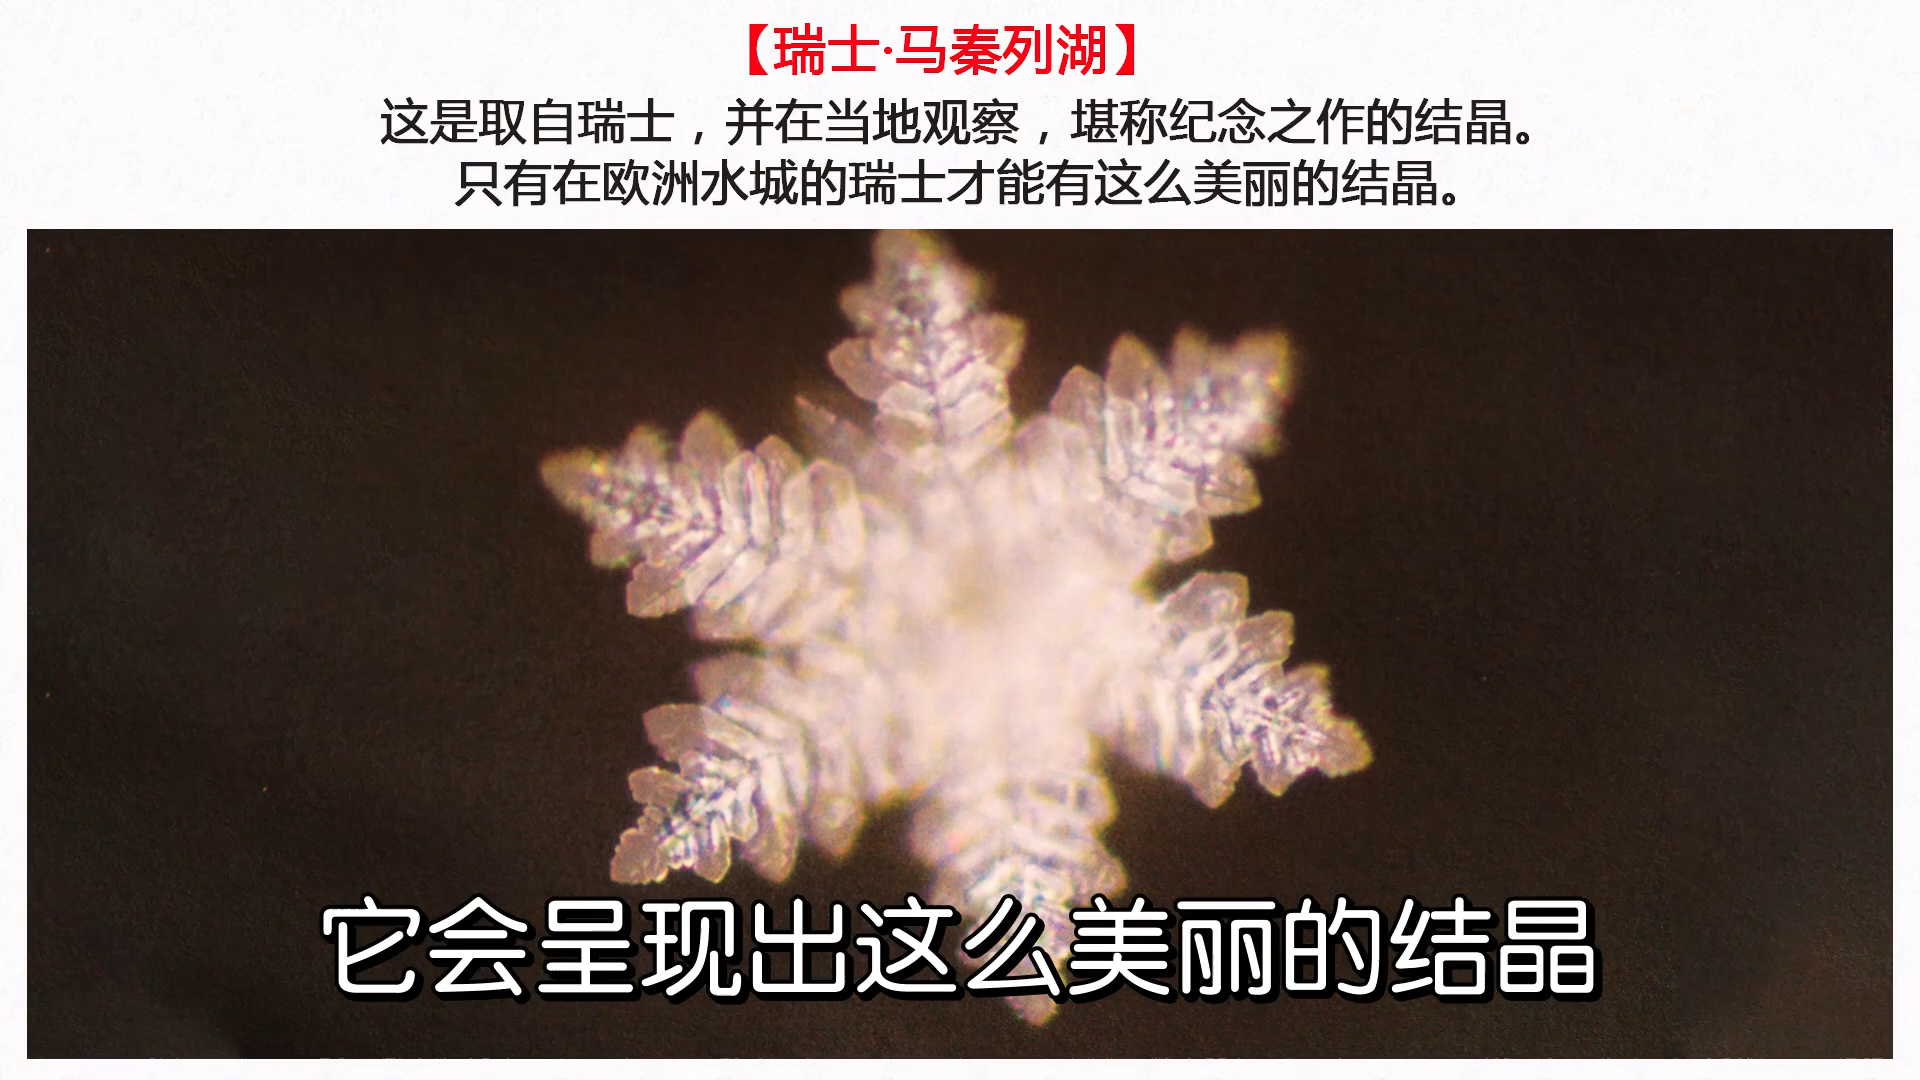 【瑞士·马秦列湖】
这是取自瑞士，并在当地观察，堪称纪念之作的结晶。
只有在欧洲水城的瑞士才能有这么美丽的结晶。
它会呈现出这么美丽的结晶